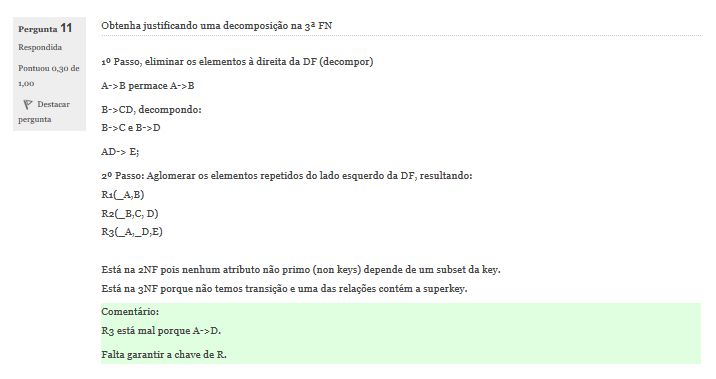 Pergunta 11
Respondida
Pontuou 0,30 de
1,00
Destacar
pergunta
Obtenha justificando uma decomposição na 3ª FN
1º Passo, eliminar os elementos à direita da DF (decompor)
A->B permace A->B
B->CD, decompondo:
B->C e B->D
AD-> E;
2º Passo: Aglomerar os elementos repetidos do lado esquerdo da DF, resultando:
R1(_A,B)
R2(_B,C, D)
R3(_A,_D,E)
Está na 2NF pois nenhum atributo não primo (non keys) depende de um subset da key.
Está na 3NF porque não temos transição e uma das relações contém a superkey.
Comentário:
R3 está mal porque A->D.
Falta garantir a chave de R.